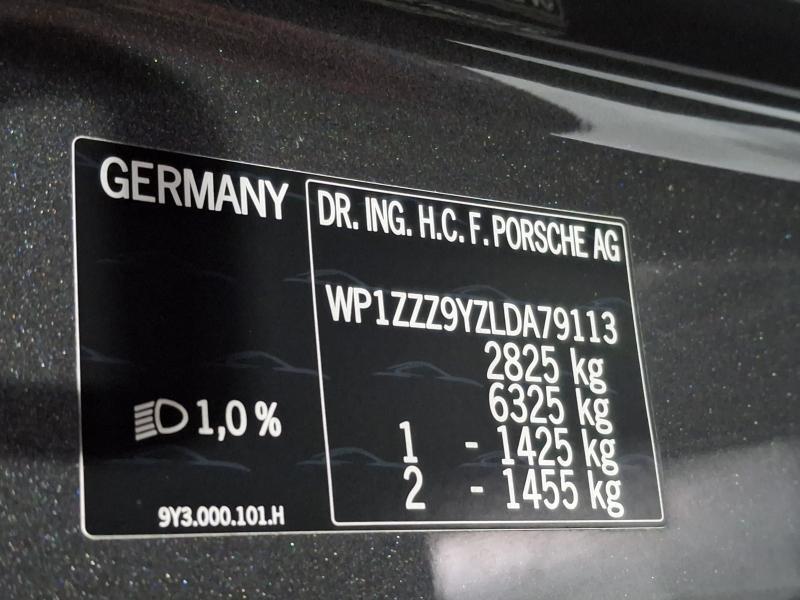 GERMANY
DR. ING. H.C. F. PORSCHE AG
WP1ZZZ9YZLDA79113
2825 kg
6325 kg
1 - 1425 kg
2 - 1455 kg
1,0 %
9Y3.000.101.H